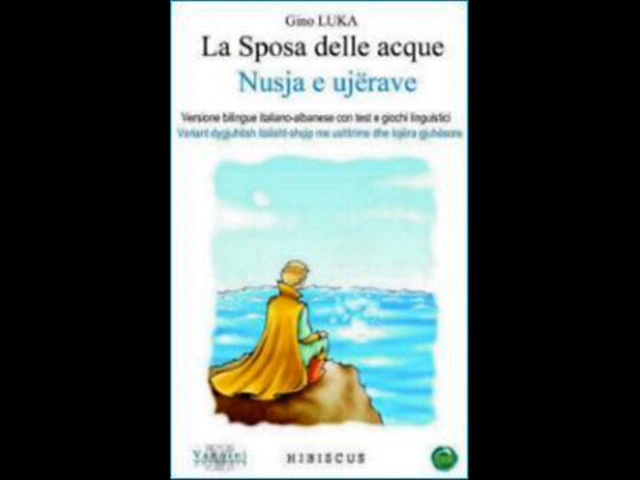 Gino LUKA
La Sposa delle acque
Nusja e ujërave
Versione bilingue italiano-albanese con test e giochi linguistici
Variant dygjuhësh italisht-shqip me ushtrime dhe lojëra gjuhësore
Vannini
HIBISCUS